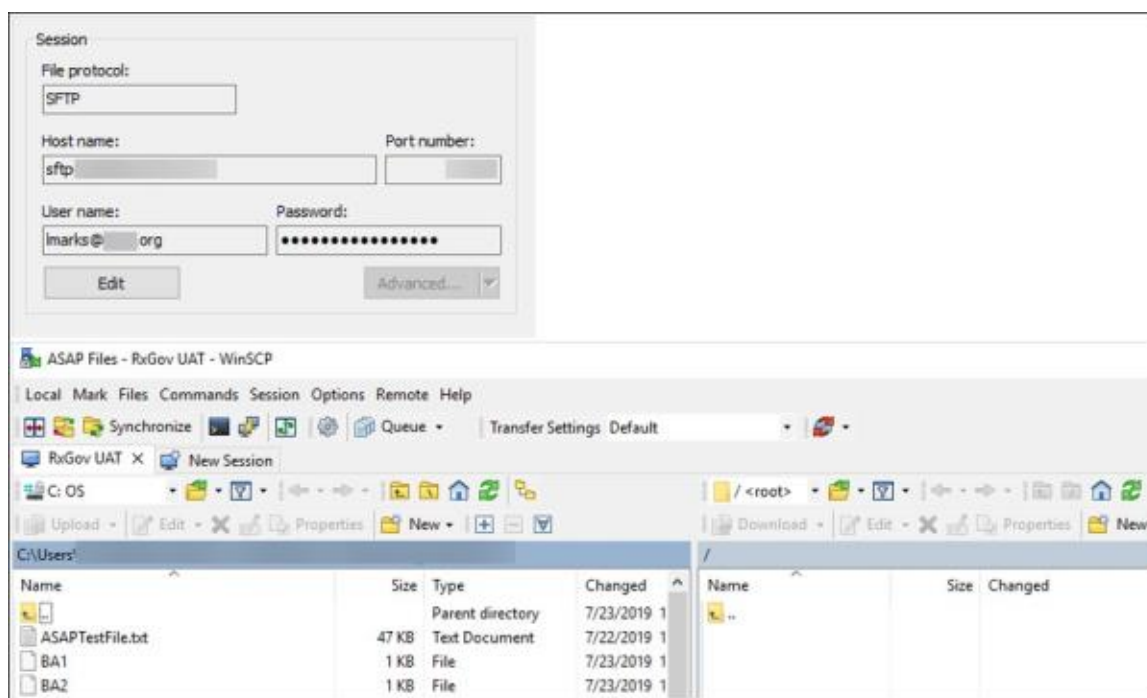 Session
File protocol:
SFTP
Host name: Port number:
sftp
User name: Password:
lmarks@ org ••••••••••••••••
Edit Advanced...
ASAP Files - RxGov UAT - WinSCP
Local Mark Files Commands Session Options Remote Help
Synchronize Queue Transfer Settings Default
RxGov UAT New Session
C: OS / <root>
Upload Edit Properties New Download Edit Properties New
C:\Users\ /
Name Size Type Changed Name Size Changed
.. Parent directory 7/23/2019 1 ..
ASAPTestFile.txt 47 KB Text Document 7/22/2019 1
BA1 1 KB File 7/23/2019 1
BA2 1 KB File 7/23/2019 1